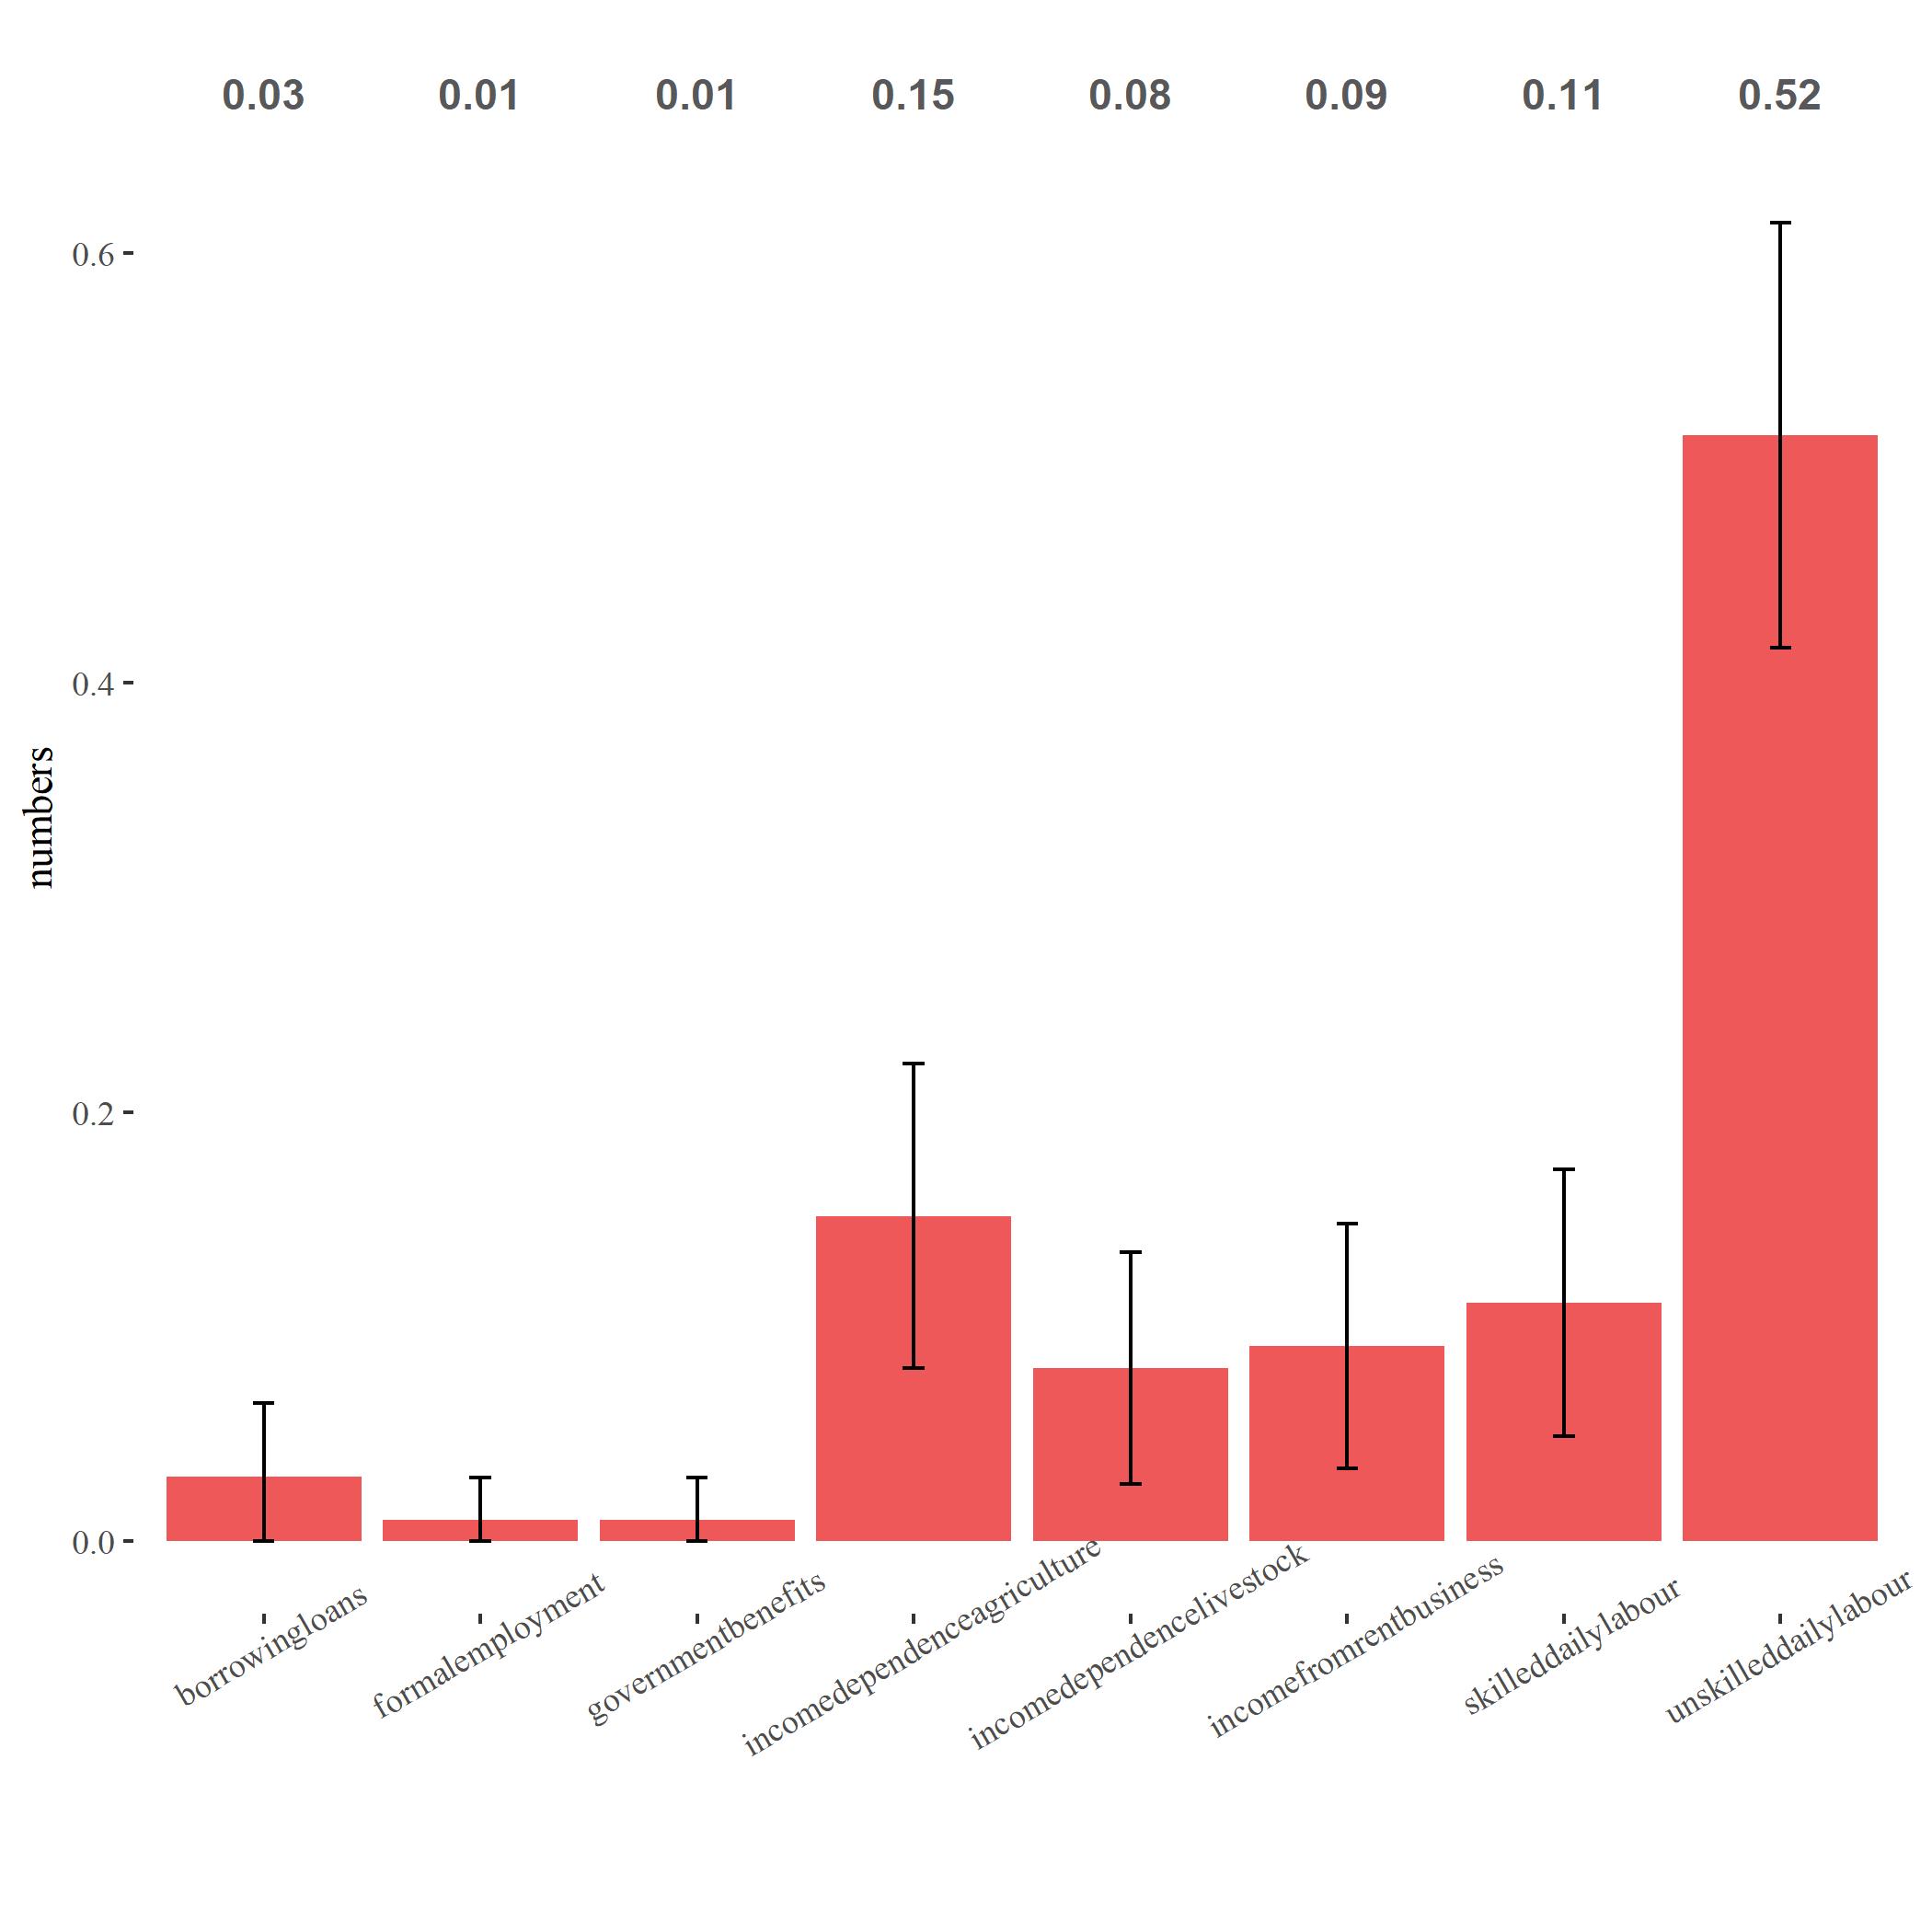 0.03 0.01 0.01 0.15 0.08 0.09 0.11 0.52
0.6
0.4
0.2
0.0
numbers
borrowingloans
formalemployment
governmentbenefits
incomedependenceagriculture
incomedependencelivestock
incomefromrentbusiness
skilleddailylabour
unskilleddailylabour